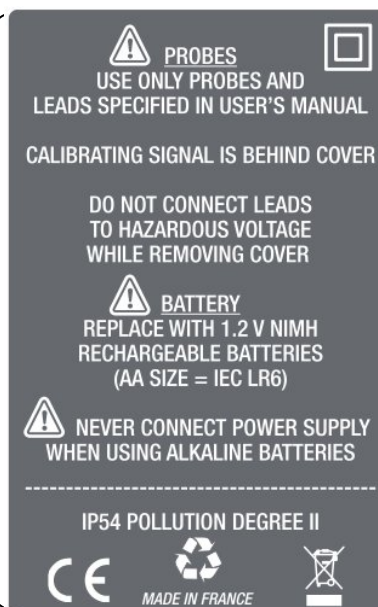 PROBES
USE ONLY PROBES AND
LEADS SPECIFIED IN USER'S MANUAL
CALIBRATING SIGNAL IS BEHIND COVER
DO NOT CONNECT LEADS
TO HAZARDOUS VOLTAGE
WHILE REMOVING COVER
BATTERY
REPLACE WITH 1.2 V NIMH
RECHARGEABLE BATTERIES
(AA SIZE = IEC LR6)
NEVER CONNECT POWER SUPPLY
WHEN USING ALKALINE BATTERIES
IP54 POLLUTION DEGREE II
CE
MADE IN FRANCE